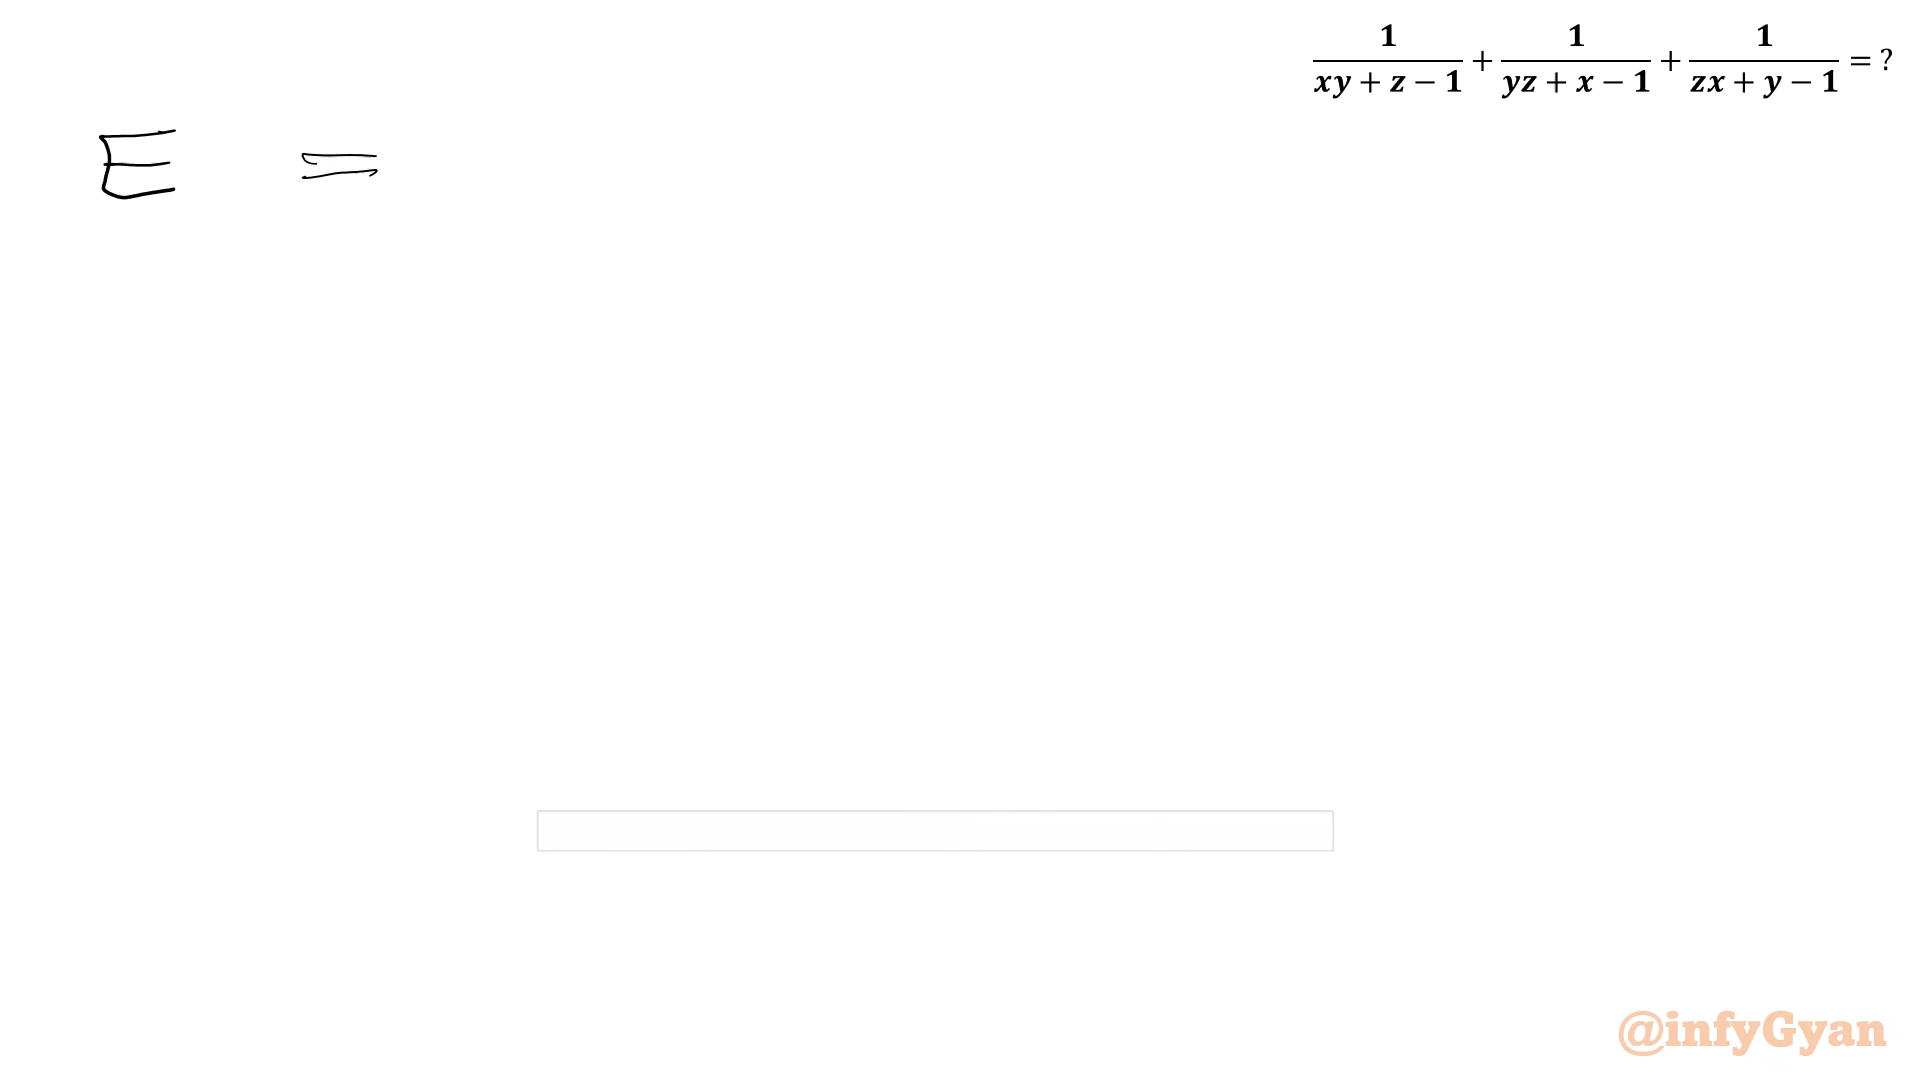 1/(xy + z − 1) + 1/(yz + x − 1) + 1/(zx + y − 1) = ?
E =
@infyGyan